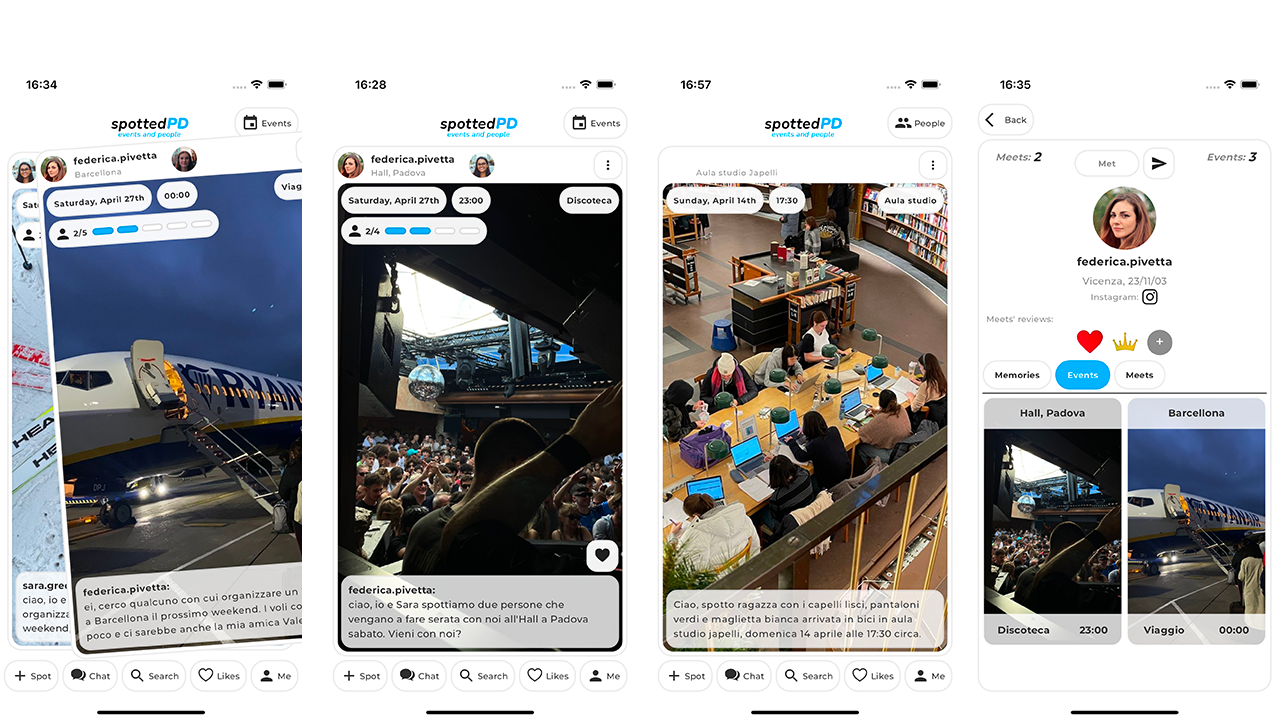 16:34
spottedPD
events and people
Events
federica.pivetta
Barcellona
Saturday, April 27th
00:00
2/5
RYAN
HEA
HE
DPJ
sara.gree
ciao, io e
organizza
weekend.
federica.pivetta:
ei, cerco qualcuno con cui organizzare un
a Barcellona il prossimo weekend. I voli co
poco e ci sarebbe anche la mia amica Vale
+ Spot
Chat
Search
Likes
Me
16:28
spottedPD
events and people
Events
federica.pivetta
Hall, Padova
Saturday, April 27th
23:00
Discoteca
2/4
federica.pivetta:
ciao, io e Sara spottiamo due persone che
vengano a fare serata con noi all'Hall a Padova
sabato. Vieni con noi?
+ Spot
Chat
Search
Likes
Me
16:57
spottedPD
events and people
People
Aula studio Japelli
Sunday, April 14th
17:30
Aula studio
Ciao, spotto ragazza con i capelli lisci, pantaloni
verdi e maglietta bianca arrivata in bici in aula
studio japelli, domenica 14 aprile alle 17:30 circa.
+ Spot
Chat
Search
Likes
Me
16:35
Back
Meets: 2
Met
Events: 3
federica.pivetta
Vicenza, 23/11/03
Instagram:
Meets' reviews:
+
Memories
Events
Meets
Hall, Padova
Discoteca 23:00
Barcellona
RYANAIR
Viaggio 00:00